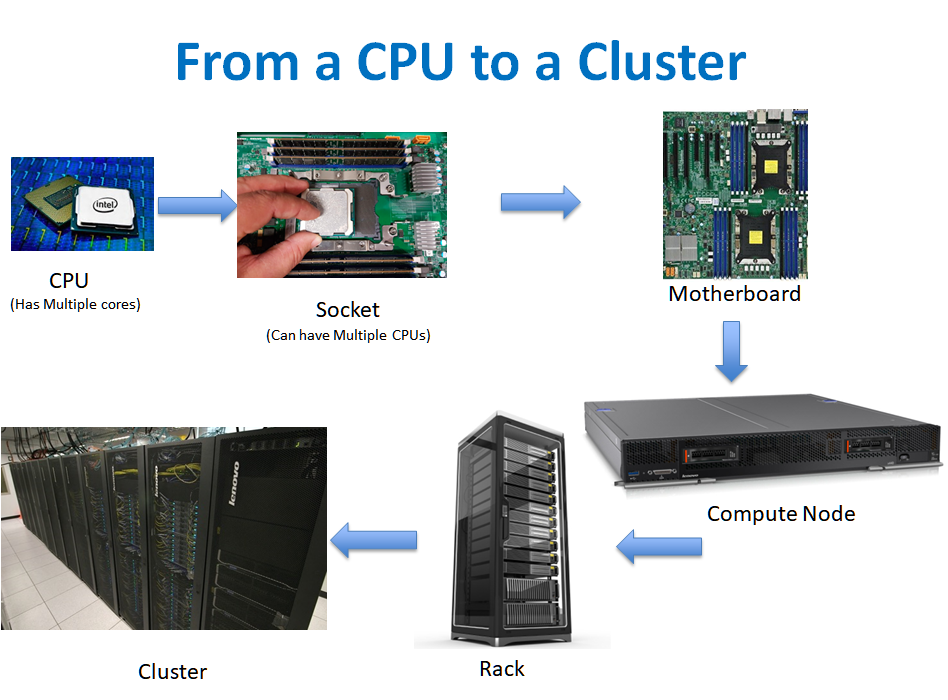 From a CPU to a Cluster
intel
CPU
(Has Multiple cores)
Socket
(Can have Multiple CPUs)
Motherboard
Compute Node
Rack
lenovo
lenovo
Cluster